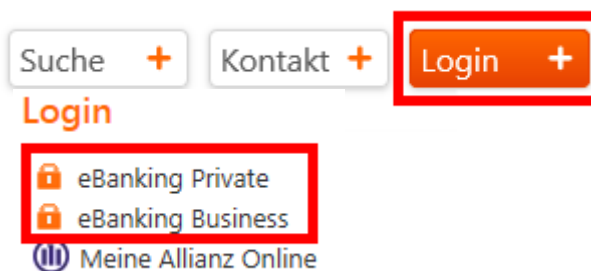 Suche + Kontakt + Login +
Login
eBanking Private
eBanking Business
Meine Allianz Online